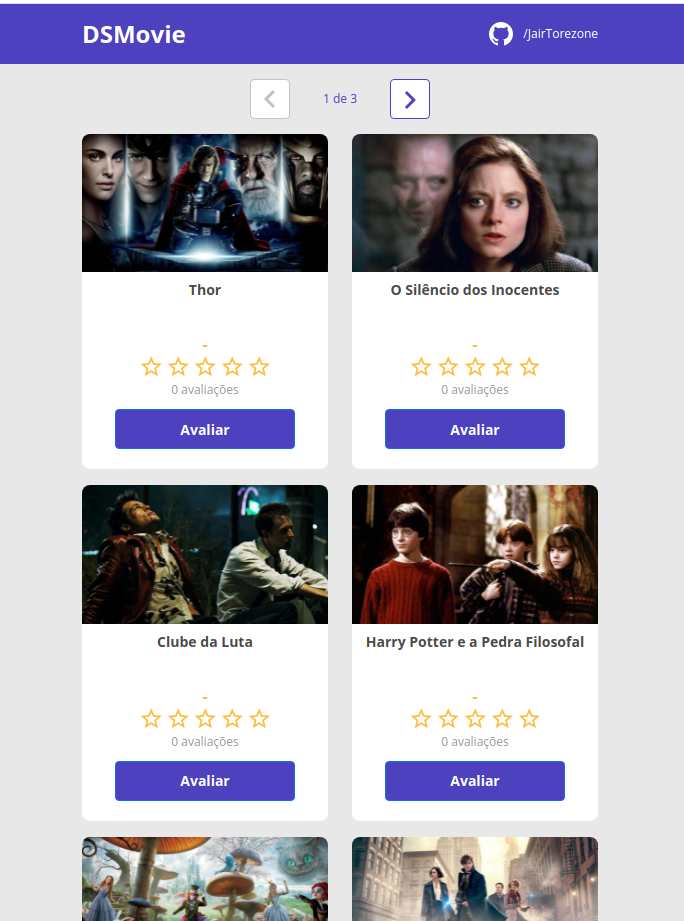 DSMovie
/JairTorezone
1 de 3
Thor
-
0 avaliações
Avaliar
O Silêncio dos Inocentes
-
0 avaliações
Avaliar
Clube da Luta
-
0 avaliações
Avaliar
Harry Potter e a Pedra Filosofal
-
0 avaliações
Avaliar